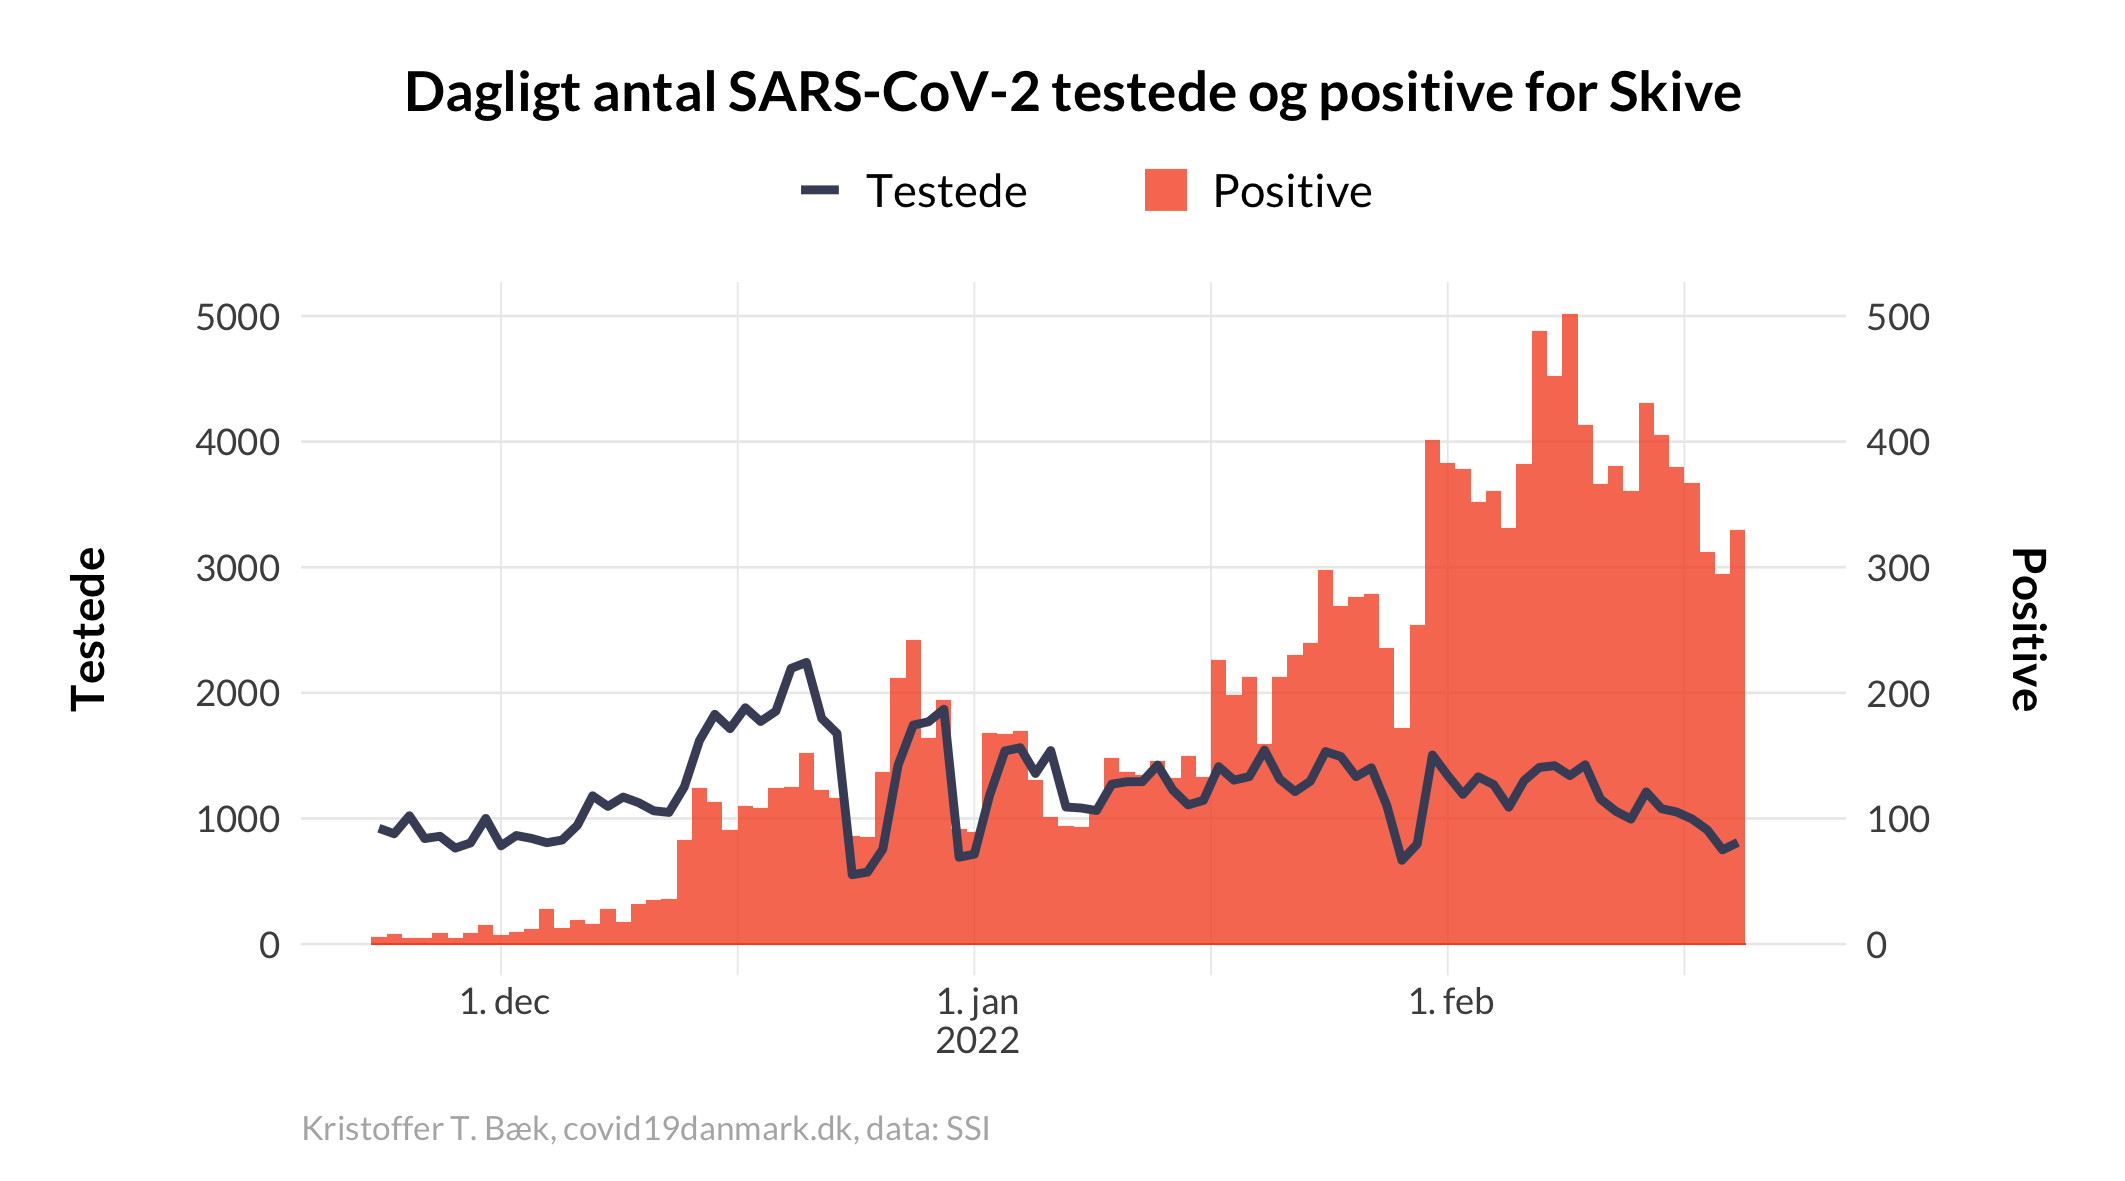 Dagligt antal SARS-CoV-2 testede og positive for Skive
Testede
Positive
5000
4000
3000
2000
1000
0
Testede
500
400
300
200
100
0
Positive
1. dec
1. jan
2022
1. feb
Kristoffer T. Bæk, covid19danmark.dk, data: SSI